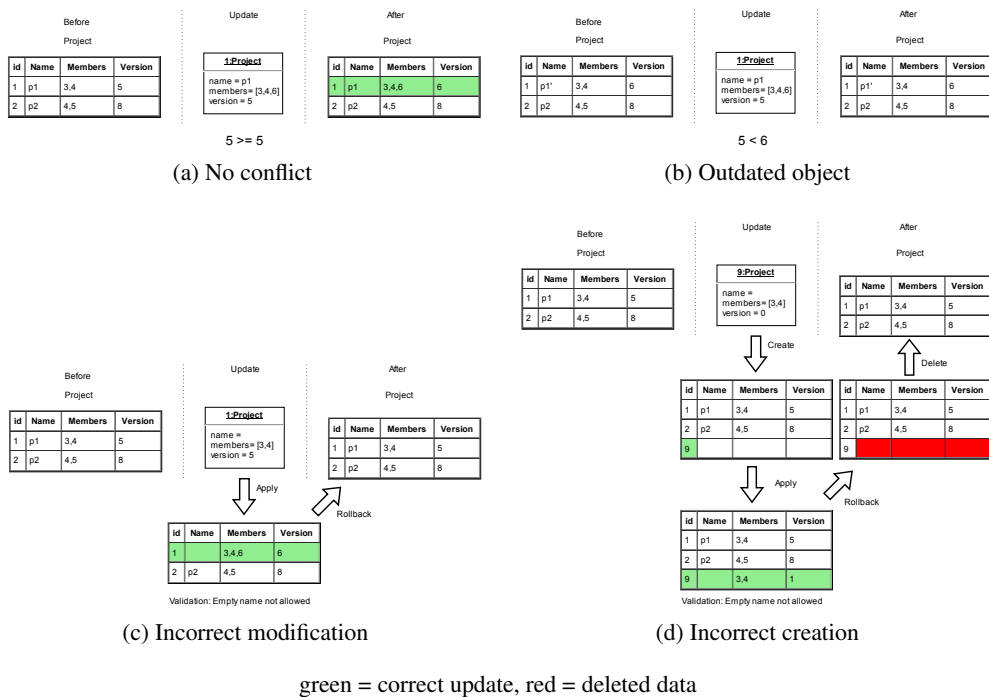 Before
Update
After
Project
Project
1:Project
id Name Members Version
name = p1
members= [3,4,6]
version = 5
id Name Members Version
1 p1 3,4 5
1 p1 3,4,6 6
2 p2 4,5 8
2 p2 4,5 8
5 >= 5
(a) No conflict
Before
Update
After
Project
Project
1:Project
id Name Members Version
name = p1
members= [3,4,6]
version = 5
id Name Members Version
1 p1' 3,4 6
1 p1' 3,4 6
2 p2 4,5 8
2 p2 4,5 8
5 < 6
(b) Outdated object
Before
Update
After
Project
Project
1:Project
id Name Members Version
name =
members= [3,4]
version = 5
id Name Members Version
1 p1 3,4 5
1 p1 3,4 5
2 p2 4,5 8
2 p2 4,5 8
Apply
Rollback
id Name Members Version
1 3,4,6 6
2 p2 4,5 8
Validation: Empty name not allowed
(c) Incorrect modification
Before
Update
After
Project
Project
9:Project
id Name Members Version
name =
members= [3,4]
version = 0
id Name Members Version
1 p1 3,4 5
1 p1 3,4 5
2 p2 4,5 8
2 p2 4,5 8
Create
Delete
id Name Members Version
1 p1 3,4 5
2 p2 4,5 8
9
id Name Members Version
1 p1 3,4 5
2 p2 4,5 8
9
Apply
Rollback
id Name Members Version
1 p1 3,4 5
2 p2 4,5 8
9 3,4 1
Validation: Empty name not allowed
(d) Incorrect creation
green = correct update, red = deleted data